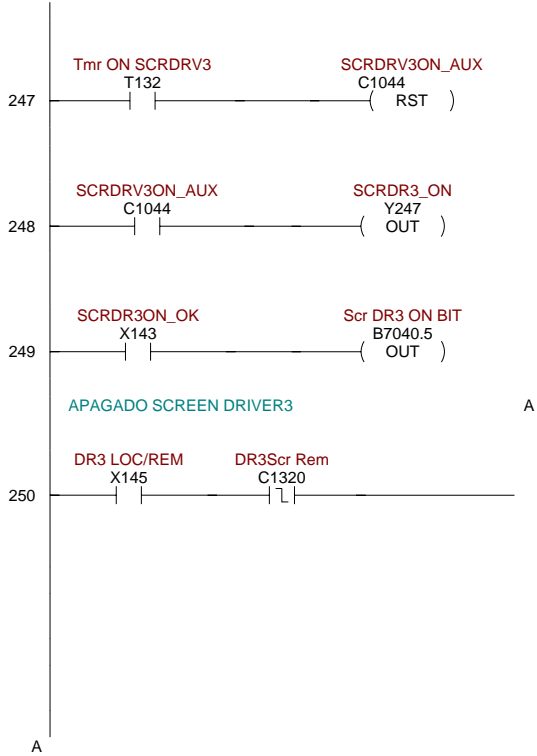 Tmr ON SCRDRV3 SCRDRV3ON_AUX
T132 C1044
247 ( RST )
SCRDRV3ON_AUX SCRDR3_ON
C1044 Y247
248 ( OUT )
SCRDR3ON_OK Scr DR3 ON BIT
X143 B7040.5
249 ( OUT )
APAGADO SCREEN DRIVER3 A
DR3 LOC/REM DR3Scr Rem
X145 C1320
250
A